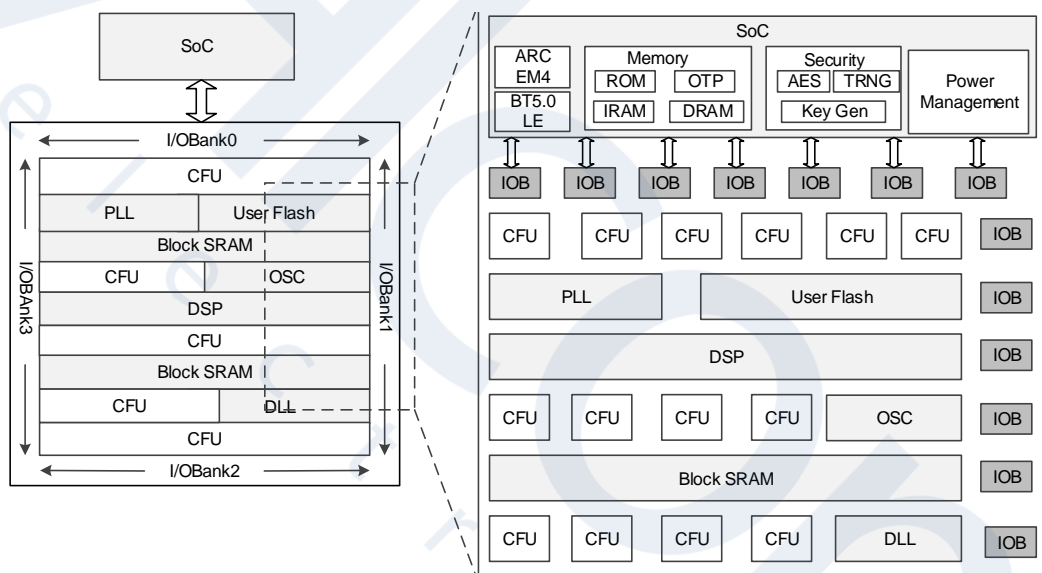 SoC
I/OBank0
CFU
PLL User Flash
Block SRAM
CFU OSC
DSP
CFU
Block SRAM
CFU DLL
CFU
I/OBank2
I/OBAnk3
I/OBank1
SoC
ARC
EM4
BT5.0
LE
Memory
ROM OTP
IRAM DRAM
Security
AES TRNG
Key Gen
Power
Management
IOB IOB IOB IOB IOB IOB IOB
CFU CFU CFU CFU CFU CFU IOB
PLL User Flash IOB
DSP IOB
CFU CFU CFU CFU OSC IOB
Block SRAM IOB
CFU CFU CFU CFU DLL IOB